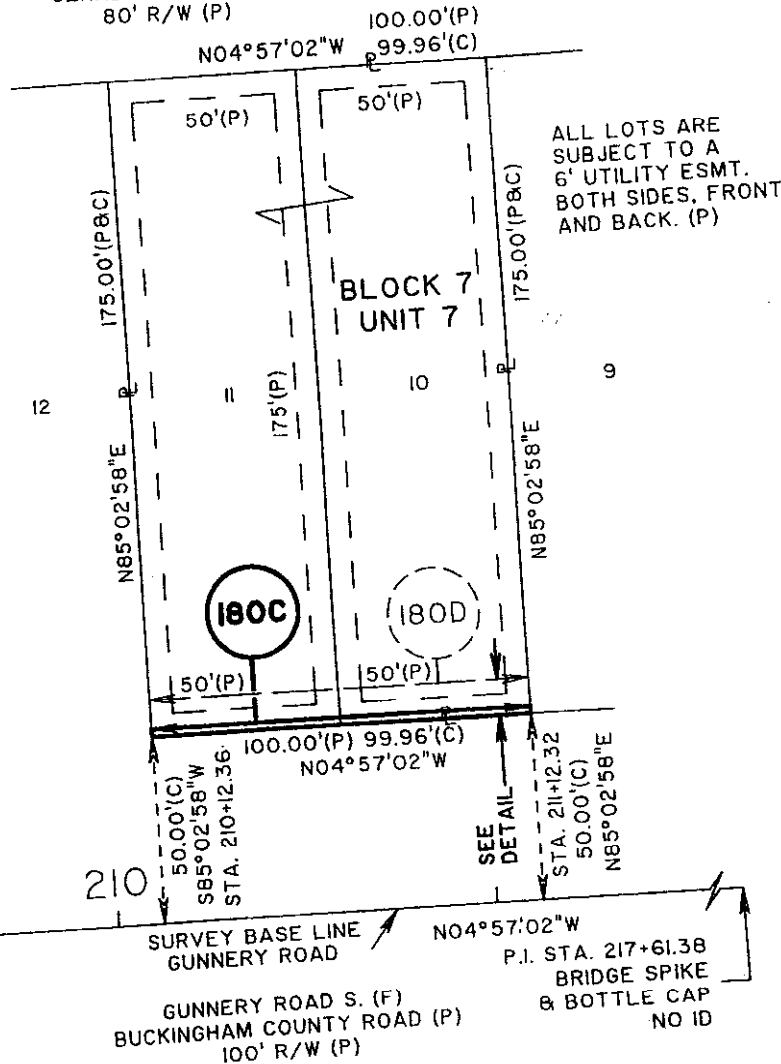 80' R/W (P)
100.00'(P)
N04°57'02"W
99.96'(C)
50'(P)
50'(P)
ALL LOTS ARE
SUBJECT TO A
6' UTILITY ESMT.
BOTH SIDES, FRONT
AND BACK. (P)
175.00'(P&C)
175.00'(P&C)
BLOCK 7
UNIT 7
12
11
175'(P)
10
9
N85°02'58"E
N85°02'58"E
180C
180D
50'(P)
50'(P)
100.00'(P) 99.96'(C)
N04°57'02"W
50.00'(C)
S85°02'58"W
STA. 210+12.36
SEE
DETAIL
STA. 211+12.32
50.00'(C)
N85°02'58"E
210
SURVEY BASE LINE
GUNNERY ROAD
N04°57'02"W
P.I. STA. 217+61.38
BRIDGE SPIKE
& BOTTLE CAP
NO ID
GUNNERY ROAD S. (F)
BUCKINGHAM COUNTY ROAD (P)
100' R/W (P)